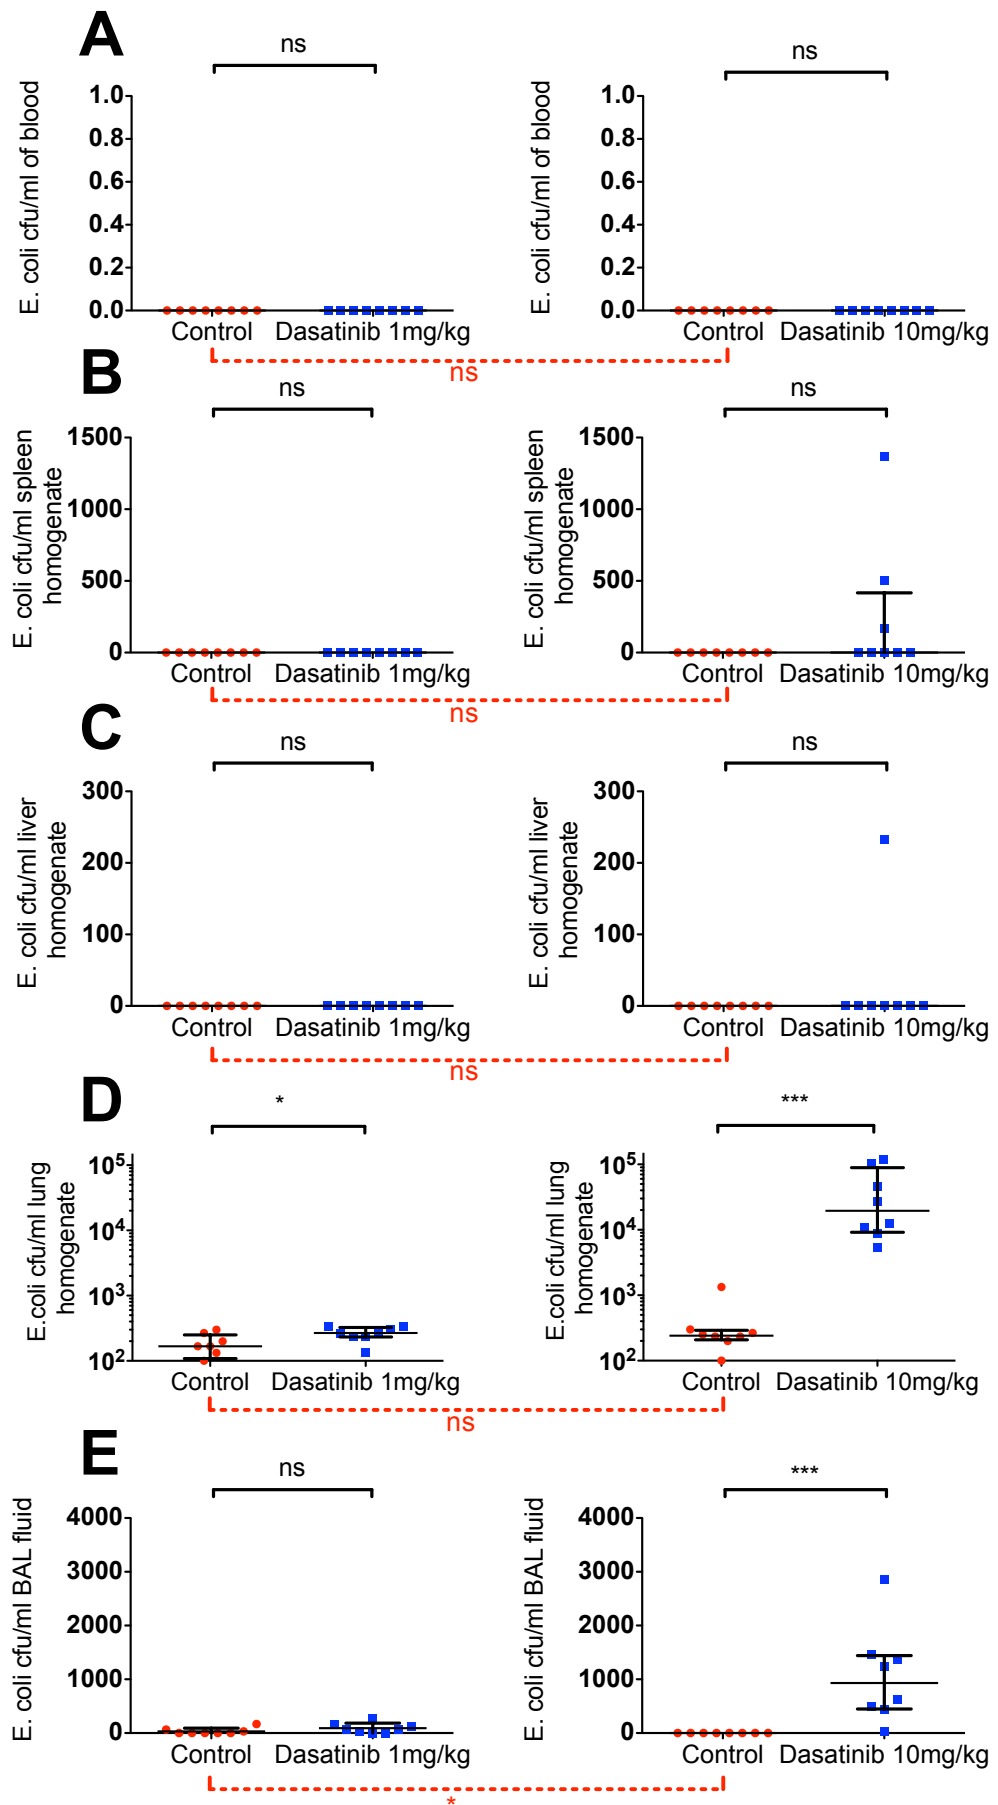 A
ns
ns
E. coli cfu/ml of blood
1.0
0.8
0.6
0.4
0.2
0.0
Control
Dasatinib 1mg/kg
E. coli cfu/ml of blood
1.0
0.8
0.6
0.4
0.2
0.0
Control
Dasatinib 10mg/kg
ns
B
ns
ns
E. coli cfu/ml spleen
homogenate
1500
1000
500
0
Control
Dasatinib 1mg/kg
E. coli cfu/ml spleen
homogenate
1500
1000
500
0
Control
Dasatinib 10mg/kg
ns
C
ns
ns
E. coli cfu/ml liver
homogenate
300
200
100
0
Control
Dasatinib 1mg/kg
E. coli cfu/ml liver
homogenate
300
200
100
0
Control
Dasatinib 10mg/kg
ns
D
*
***
E.coli cfu/ml lung
homogenate
10⁵
10⁴
10³
10²
Control
Dasatinib 1mg/kg
E.coli cfu/ml lung
homogenate
10⁵
10⁴
10³
10²
Control
Dasatinib 10mg/kg
ns
E
ns
***
E. coli cfu/ml BAL fluid
4000
3000
2000
1000
0
Control
Dasatinib 1mg/kg
E. coli cfu/ml BAL fluid
4000
3000
2000
1000
0
Control
Dasatinib 10mg/kg
*